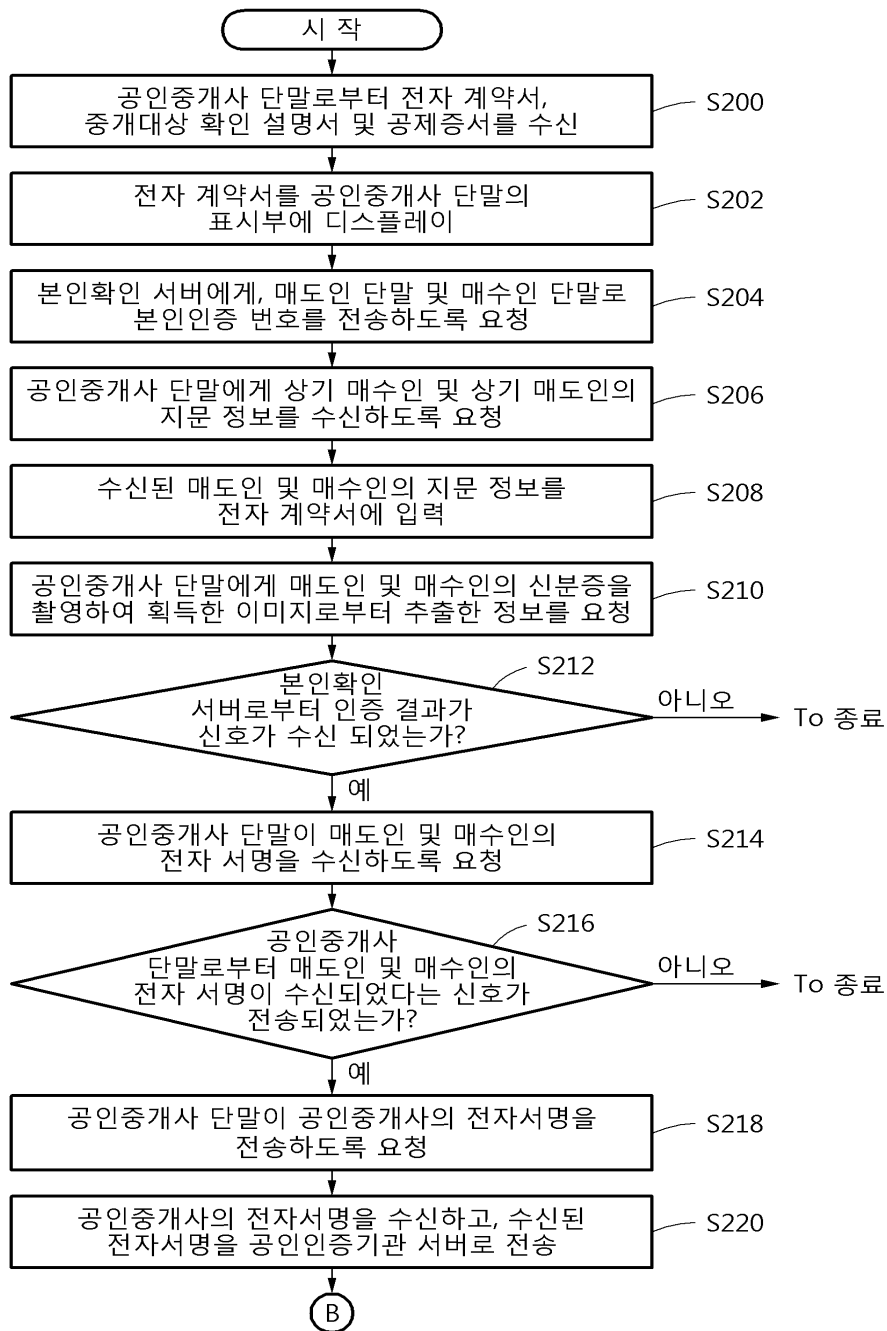 시 작
공인중개사 단말로부터 전자 계약서,
중개대상 확인 설명서 및 공제증서를 수신
S200
전자 계약서를 공인중개사 단말의
표시부에 디스플레이
S202
본인확인 서버에게, 매도인 단말 및 매수인 단말로
본인인증 번호를 전송하도록 요청
S204
공인중개사 단말에게 상기 매수인 및 상기 매도인의
지문 정보를 수신하도록 요청
S206
수신된 매도인 및 매수인의 지문 정보를
전자 계약서에 입력
S208
공인중개사 단말에게 매도인 및 매수인의 신분증을
촬영하여 획득한 이미지로부터 추출한 정보를 요청
S210
S212
본인확인
서버로부터 인증 결과가
신호가 수신 되었는가?
아니오
To 종료
예
공인중개사 단말이 매도인 및 매수인의
전자 서명을 수신하도록 요청
S214
S216
공인중개사
단말로부터 매도인 및 매수인의
전자 서명이 수신되었다는 신호가
전송되었는가?
아니오
To 종료
예
공인중개사 단말이 공인중개사의 전자서명을
전송하도록 요청
S218
공인중개사의 전자서명을 수신하고, 수신된
전자서명을 공인인증기관 서버로 전송
S220
B